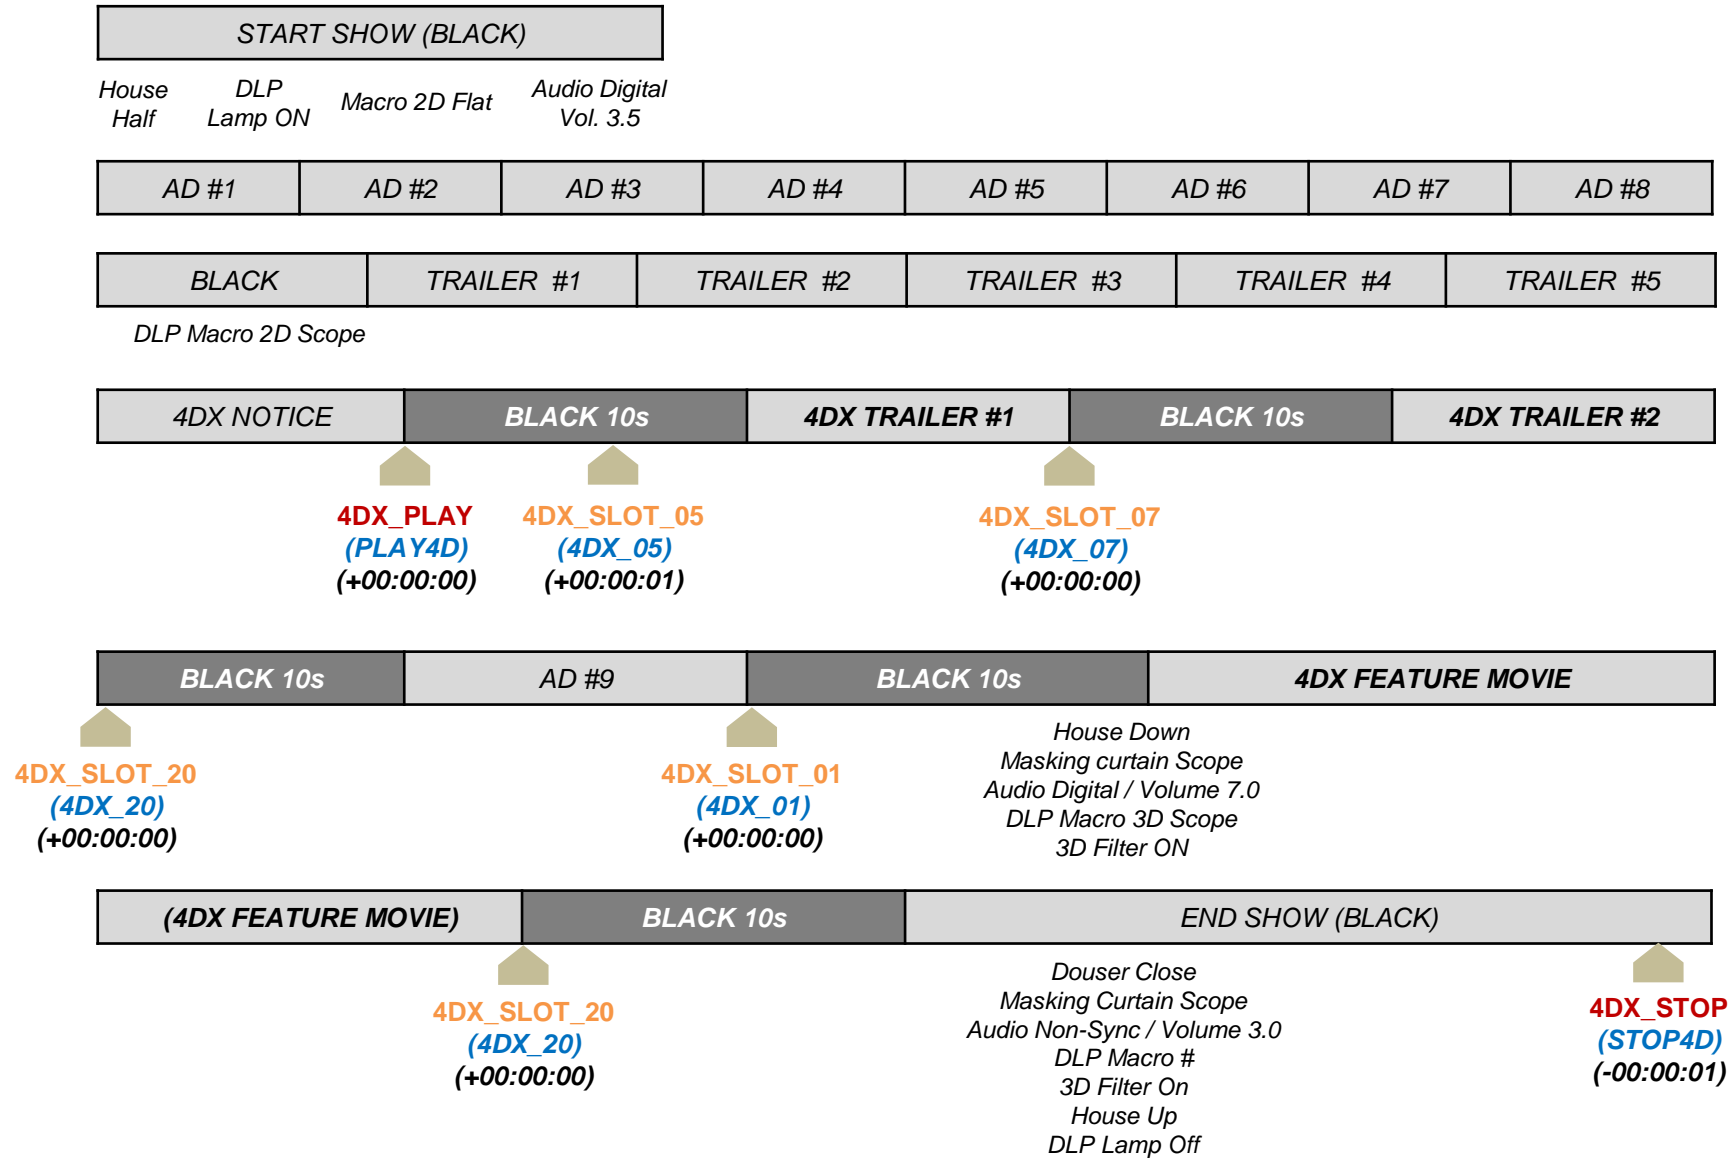 START SHOW (BLACK)
House Half
DLP Lamp ON
Macro 2D Flat
Audio Digital Vol. 3.5
AD #1 AD #2 AD #3 AD #4 AD #5 AD #6 AD #7 AD #8
BLACK TRAILER #1 TRAILER #2 TRAILER #3 TRAILER #4 TRAILER #5
DLP Macro 2D Scope
4DX NOTICE BLACK 10s 4DX TRAILER #1 BLACK 10s 4DX TRAILER #2
4DX_PLAY
(PLAY4D)
(+00:00:00)
4DX_SLOT_05
(4DX_05)
(+00:00:01)
4DX_SLOT_07
(4DX_07)
(+00:00:00)
BLACK 10s AD #9 BLACK 10s 4DX FEATURE MOVIE
4DX_SLOT_20
(4DX_20)
(+00:00:00)
4DX_SLOT_01
(4DX_01)
(+00:00:00)
House Down
Masking curtain Scope
Audio Digital / Volume 7.0
DLP Macro 3D Scope
3D Filter ON
(4DX FEATURE MOVIE) BLACK 10s END SHOW (BLACK)
4DX_SLOT_20
(4DX_20)
(+00:00:00)
Douser Close
Masking Curtain Scope
Audio Non-Sync / Volume 3.0
DLP Macro #
3D Filter On
House Up
DLP Lamp Off
4DX_STOP
(STOP4D)
(-00:00:01)